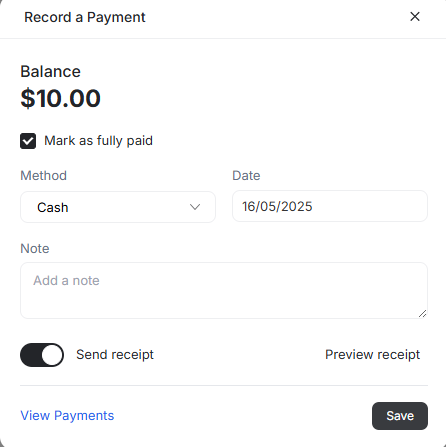 Record a Payment
Balance
$10.00
Mark as fully paid
Method Date
Cash 16/05/2025
Note
Add a note
Send receipt Preview receipt
View Payments Save